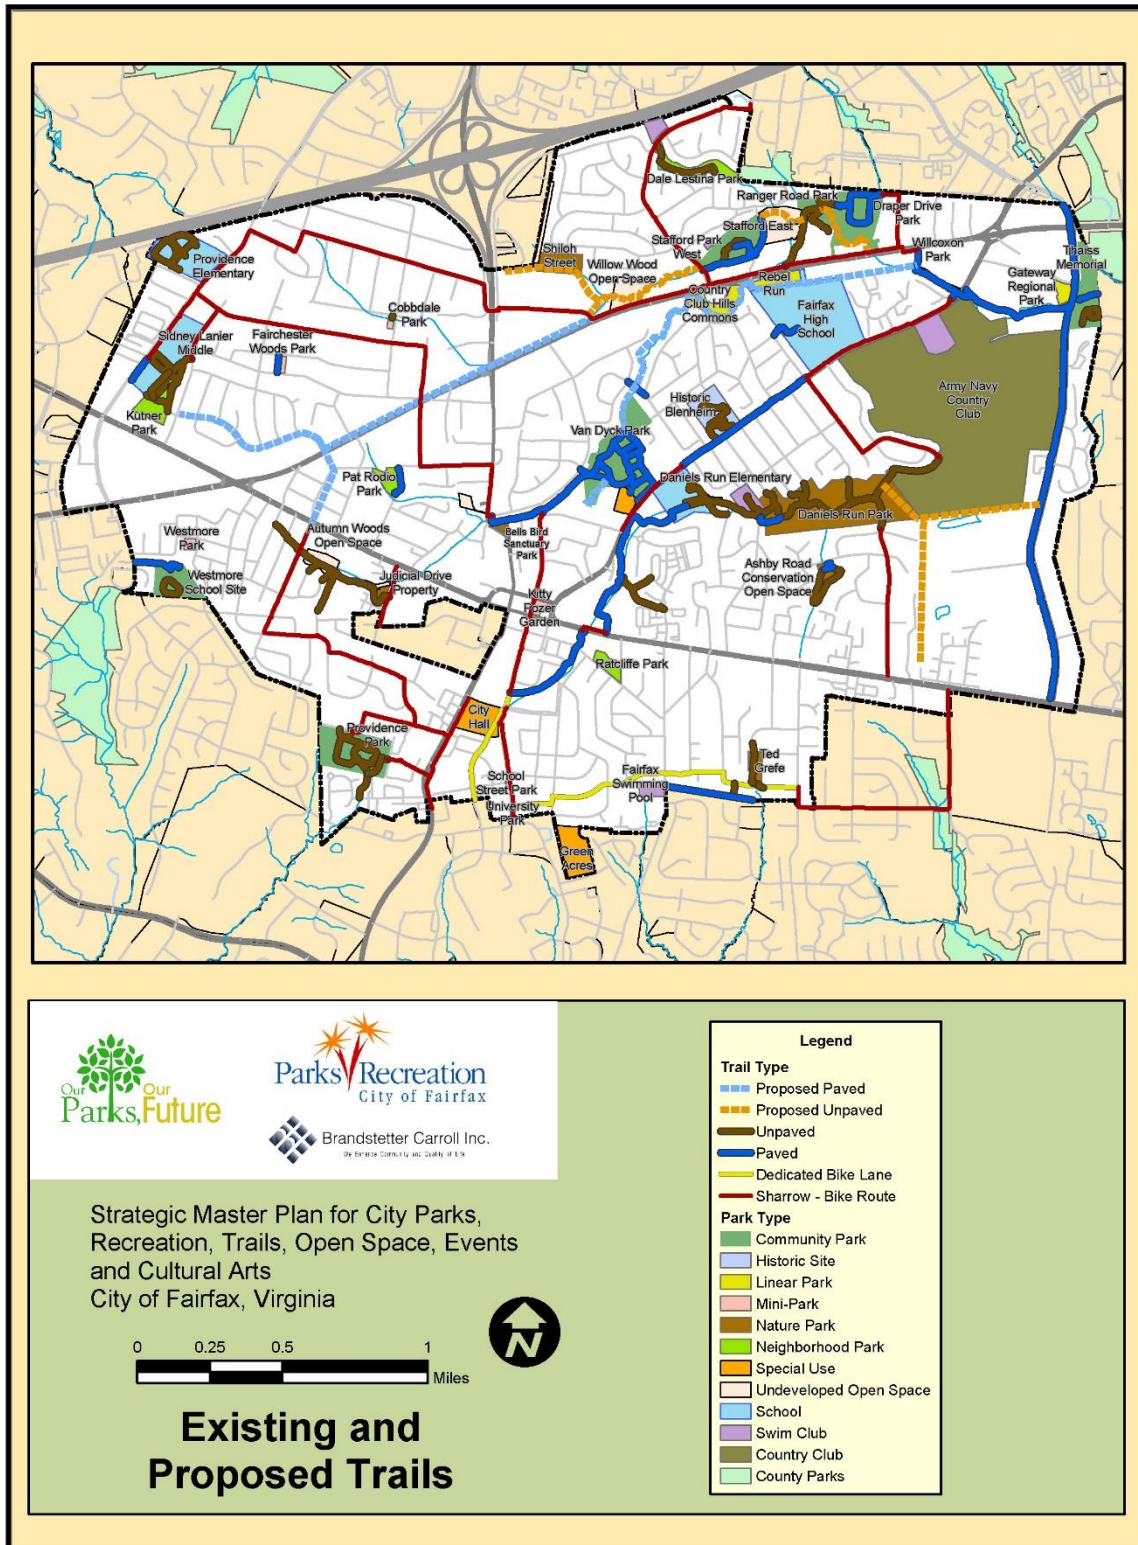 Dale Lestina Park
Ranger Road Park
Draper Drive
Park
Stafford East
Stafford Park
West
Willcoxon
Park
Thaiss
Memorial
Shiloh
Street
Willow Wood
Open Space
Providence
Elementary
Rebel
Run
Gateway
Regional
Park
Country
Club Hills
Commons
Fairfax
High
School
Cobbdale
Park
Sidney Lanier
Middle
Fairchester
Woods Park
Army Navy
Country
Club
Historic
Blenheim
Kutner
Park
Van Dyck Park
Pat Rodio
Park
Daniels Run Elementary
Daniels Run Park
Westmore
Park
Autumn Woods
Open Space
Bells Bird
Sanctuary
Park
Westmore
School Site
Judicial Drive
Property
Ashby Road
Conservation
Open Space
Kitty
Pozer
Garden
Ratcliffe Park
City
Hall
Providence
Park
Ted
Grefe
School
Street Park
University
Park
Fairfax
Swimming
Pool
Green
Acres
Our
Parks,
Our
Future
Parks Recreation
City of Fairfax
Brandstetter Carroll Inc.
We Enhance Community and Quality of Life
Strategic Master Plan for City Parks,
Recreation, Trails, Open Space, Events
and Cultural Arts
City of Fairfax, Virginia
0 0.25 0.5 1
Miles
N
Existing and
Proposed Trails
Legend
Trail Type
Proposed Paved
Proposed Unpaved
Unpaved
Paved
Dedicated Bike Lane
Sharrow - Bike Route
Park Type
Community Park
Historic Site
Linear Park
Mini-Park
Nature Park
Neighborhood Park
Special Use
Undeveloped Open Space
School
Swim Club
Country Club
County Parks